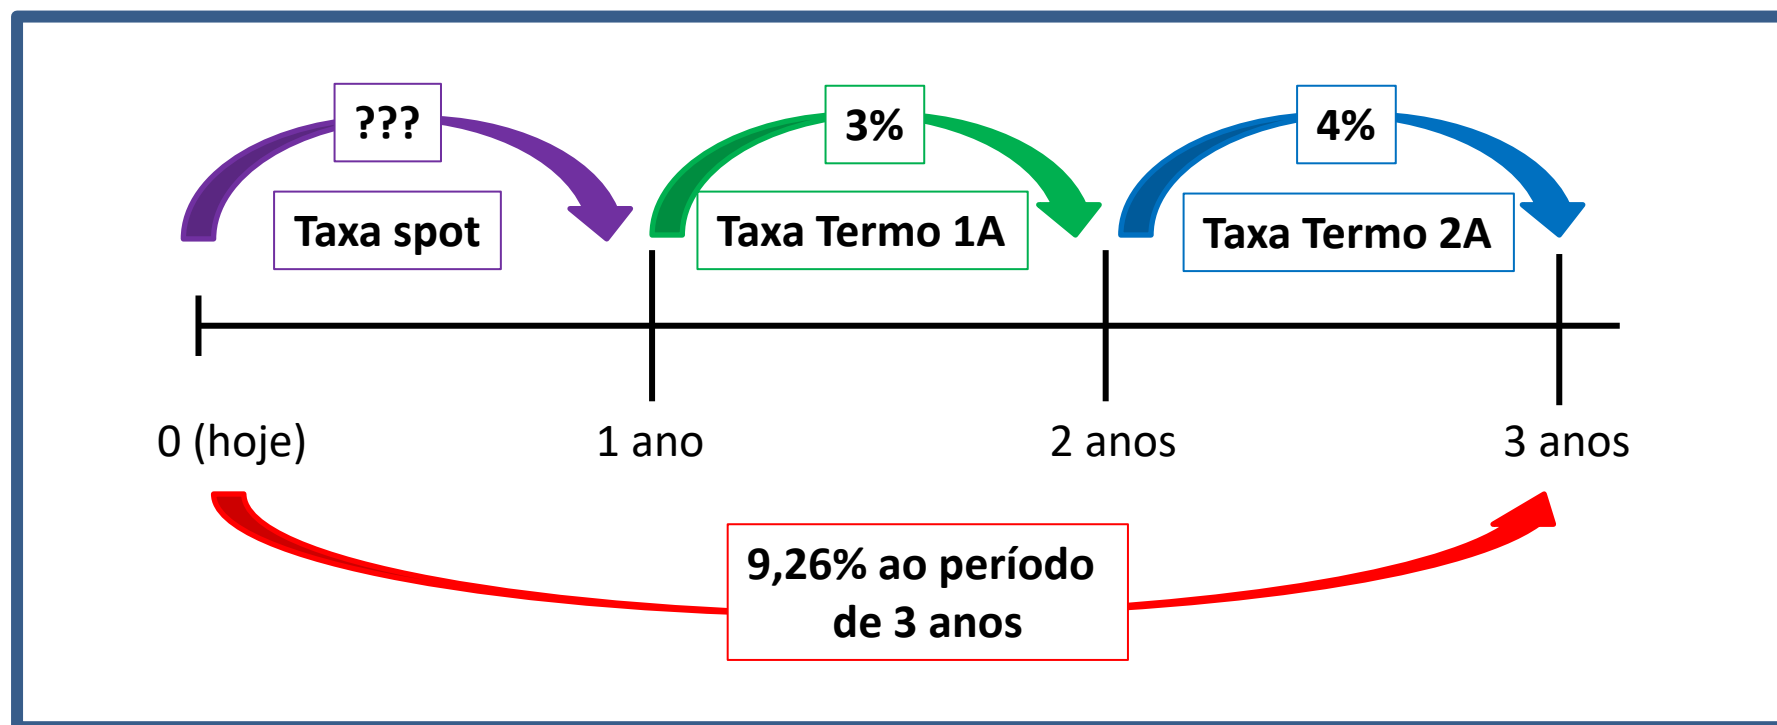 ???
3%
4%
Taxa spot
Taxa Termo 1A
Taxa Termo 2A
0 (hoje)
1 ano
2 anos
3 anos
9,26% ao período
de 3 anos